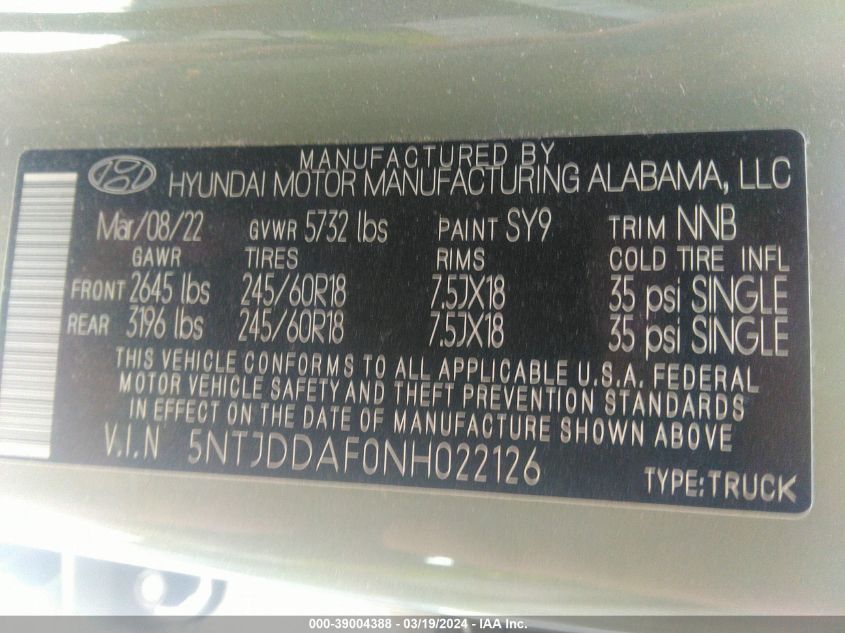 MANUFACTURED BY
HYUNDAI MOTOR MANUFACTURING ALABAMA, LLC
Mar/08/22 GVWR 5732 lbs PAINT SY9 TRIM NNB
GAWR TIRES RIMS COLD TIRE INFL
FRONT 2645 lbs 245/60R18 7.5JX18 35 psi SINGLE
REAR 3196 lbs 245/60R18 7.5JX18 35 psi SINGLE
THIS VEHICLE CONFORMS TO ALL APPLICABLE U.S.A. FEDERAL
MOTOR VEHICLE SAFETY AND THEFT PREVENTION STANDARDS
IN EFFECT ON THE DATE OF MANUFACTURE SHOWN ABOVE
V.I.N 5NTJDDAF0NH022126
TYPE:TRUCK
000-39004388 - 03/19/2024 - IAA Inc.